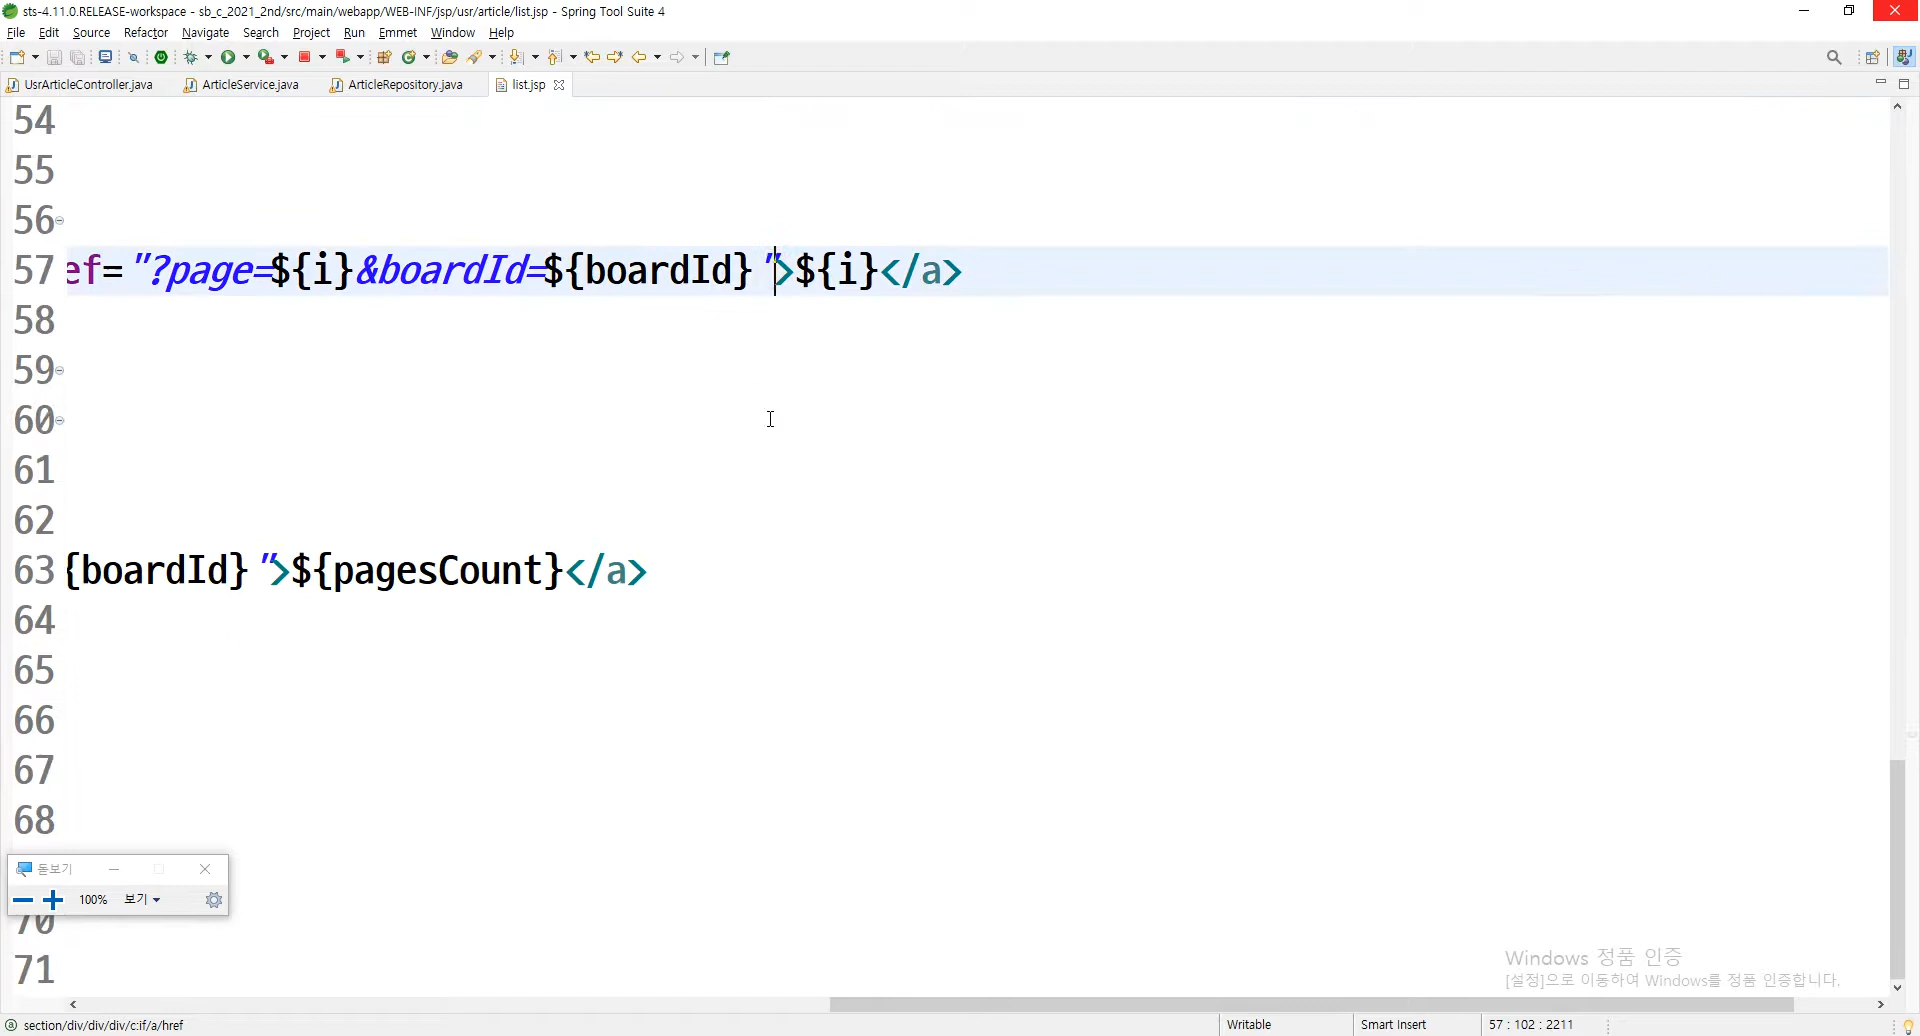 sts-4.11.0.RELEASE-workspace - sb_c_2021_2nd/src/main/webapp/WEB-INF/jsp/usr/article/list.jsp - Spring Tool Suite 4
File Edit Source Refactor Navigate Search Project Run Emmet Window Help
UsrArticleController.java ArticleService.java ArticleRepository.java list.jsp
54
55
56
57 ef="?page=${i}&boardId=${boardId}">${i}</a>
58
59
60
61
62
63 {boardId}">${pagesCount}</a>
64
65
66
67
68
돋보기
100% 보기
70
71
Windows 정품 인증
[설정]으로 이동하여 Windows를 정품 인증합니다.
section/div/div/div/c:if/a/href Writable Smart Insert 57 : 102 : 2211